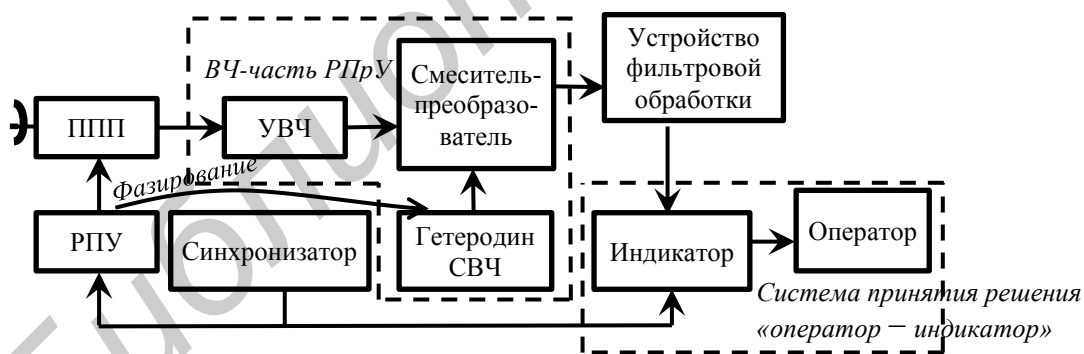 Устройство
фильтровой
обработки
ВЧ-часть РПрУ
Смеситель-
преобразо-
ватель
ППП
УВЧ
Фазирование
РПУ
Синхронизатор
Гетеродин
СВЧ
Индикатор
Оператор
Система принятия решения
«оператор − индикатор»